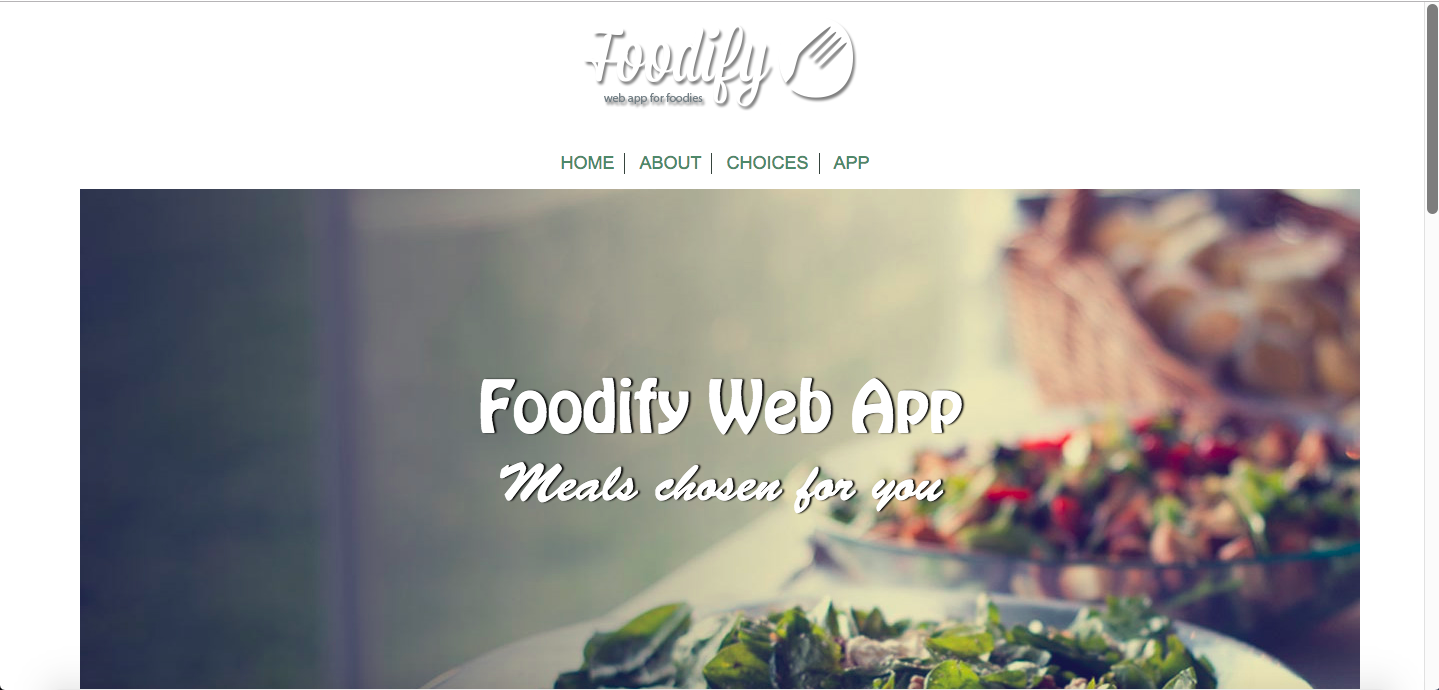 Foodify
web app for foodies
HOME ABOUT CHOICES APP
Foodify Web App
Meals chosen for you